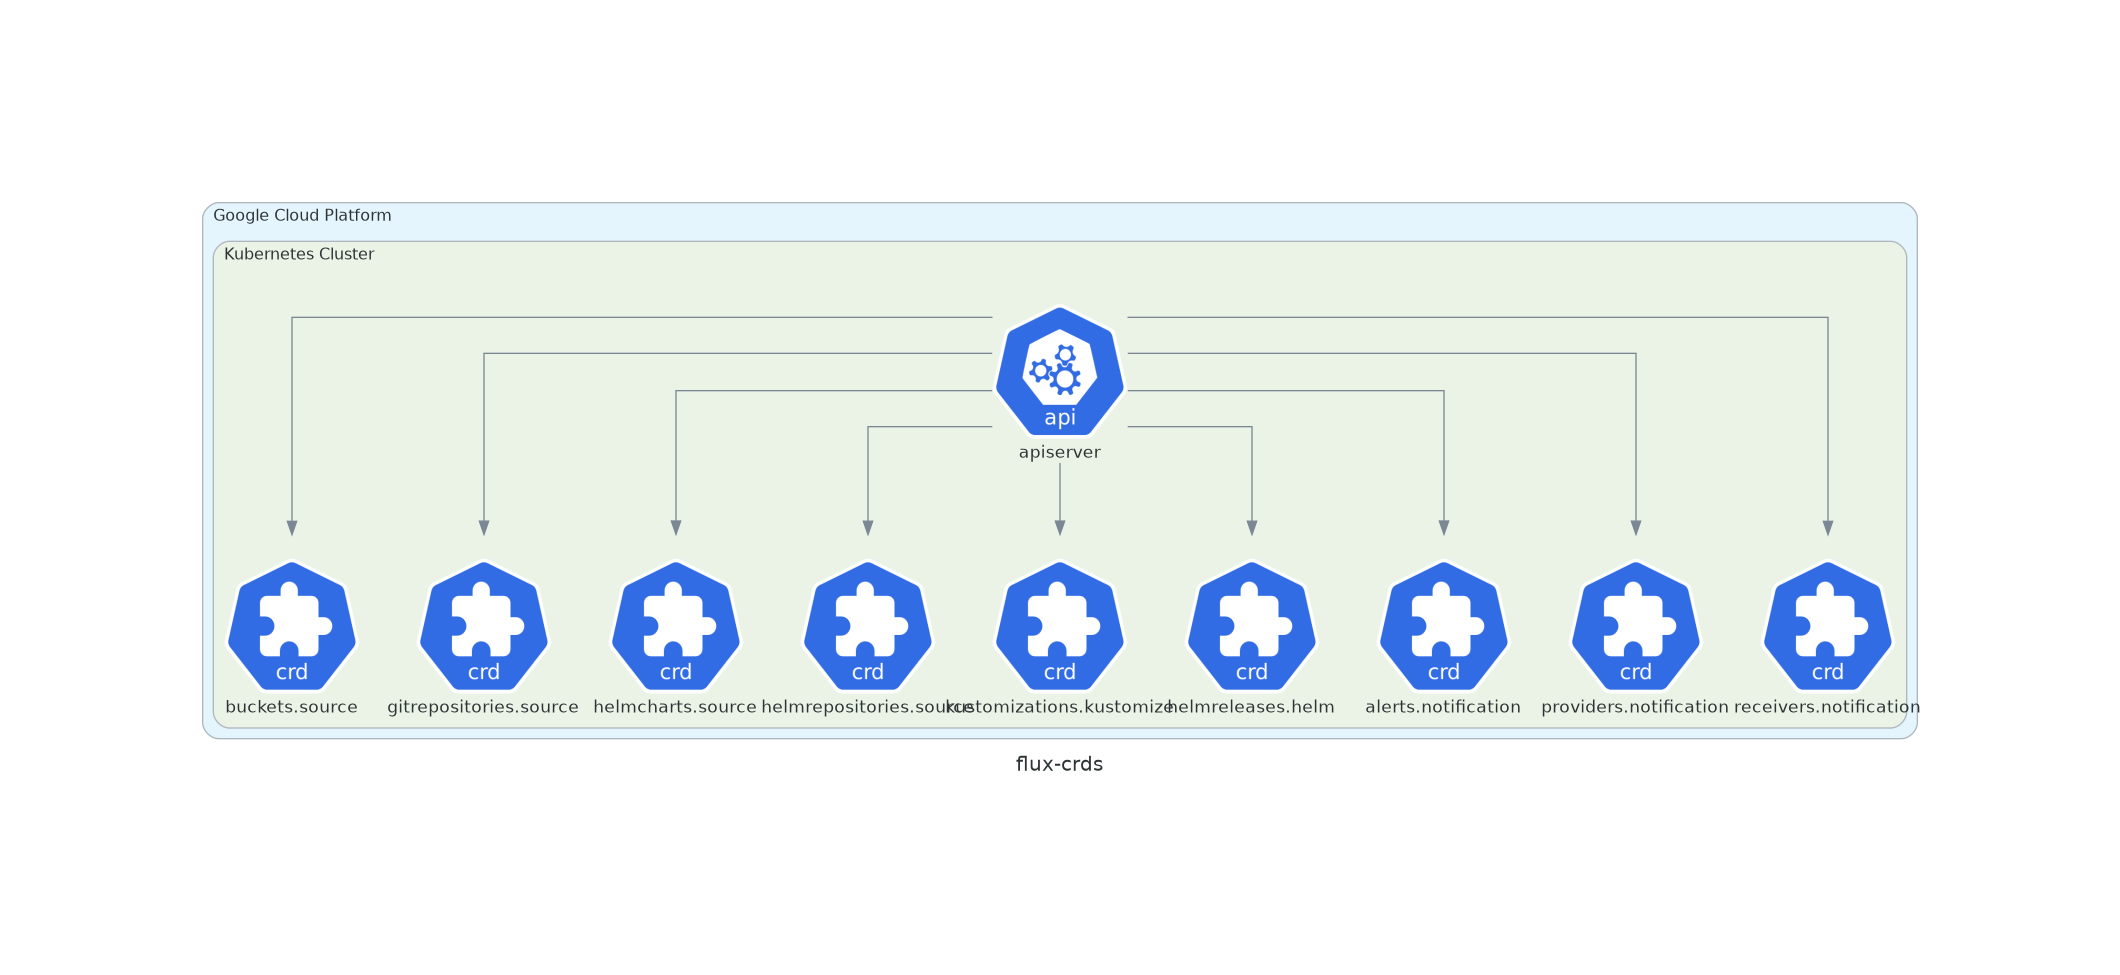 Google Cloud Platform
Kubernetes Cluster
api
apiserver
crd crd crd crd crd crd crd crd crd
buckets.source gitrepositories.source helmcharts.source helmrepositories.source kustomizations.kustomize helmreleases.helm alerts.notification providers.notification receivers.notification
flux-crds